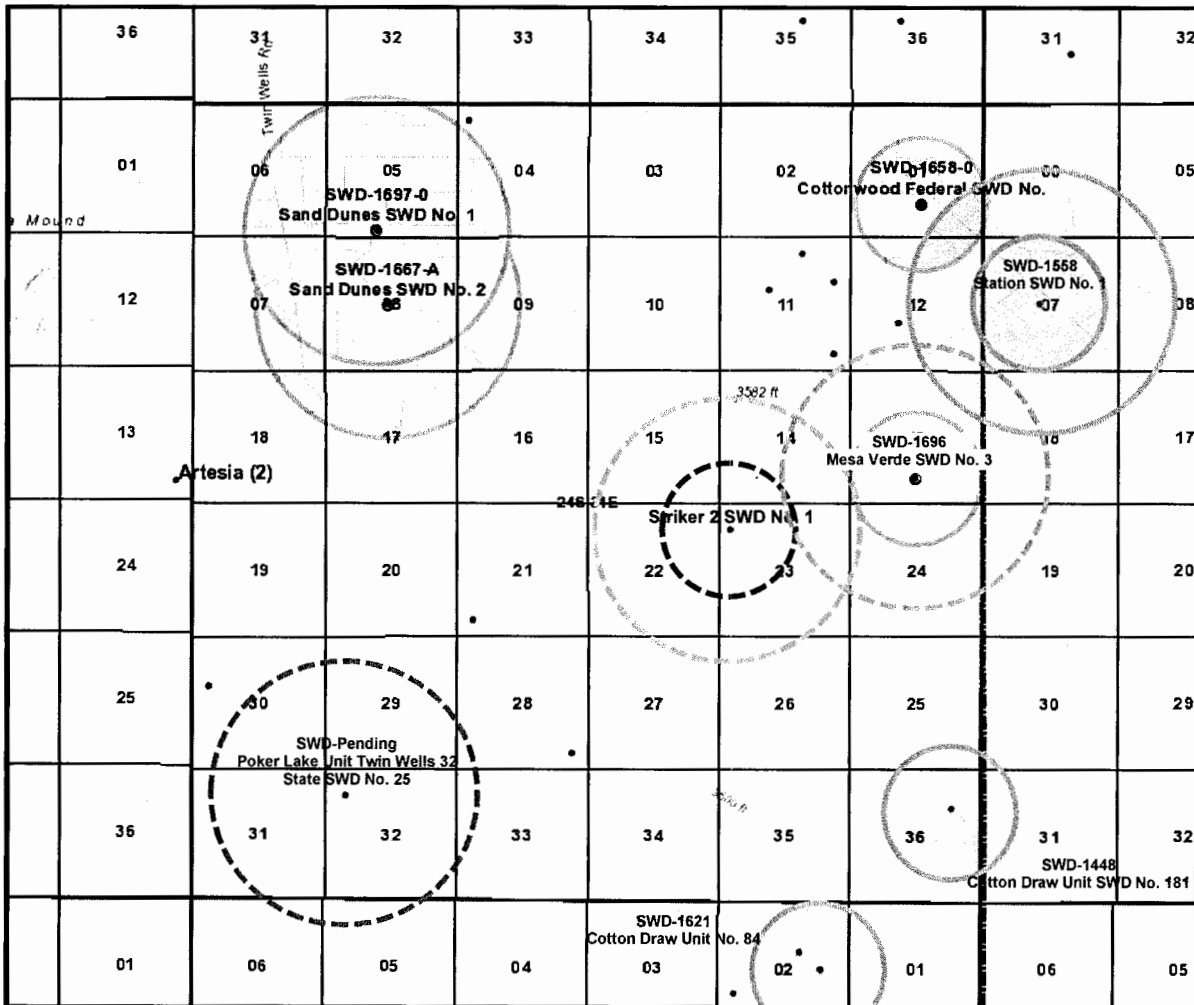 36 31 32 33 34 35 36 31 32
Twin Wells Rd
01 06 05 04 03 02 01 05
SWD-1697-0
Sand Dunes SWD No. 1
SWD-1658-0
Cottonwood Federal SWD No.
Mound
SWD-1667-A
Sand Dunes SWD No. 2
SWD-1558
Station SWD No. 1
12 07 09 10 11 12 07 08
3582 ft
13 18 17 16 15 14 18 17
SWD-1696
Mesa Verde SWD No. 3
Artesia (2)
24S 31E
Striker 2 SWD No. 1
24 19 20 21 22 23 24 19 20
25 30 29 28 27 26 25 30 29
SWD-Pending
Poker Lake Unit Twin Wells 32
State SWD No. 25
36 31 32 33 34 35 36 31 32
SWD-1448
Cotton Draw Unit SWD No. 181
SWD-1621
Cotton Draw Unit No. 84
01 06 05 04 03 02 01 06 05